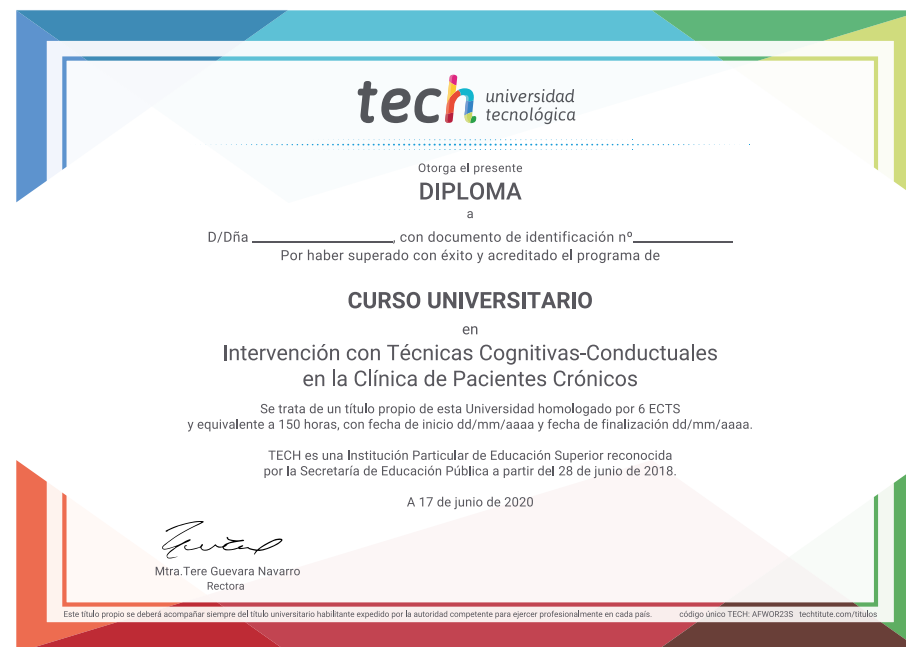 tech universidad
tecnológica
Otorga el presente
DIPLOMA
a
D/Dña ____________________, con documento de identificación nº______________
Por haber superado con éxito y acreditado el programa de
CURSO UNIVERSITARIO
en
Intervención con Técnicas Cognitivas-Conductuales
en la Clínica de Pacientes Crónicos
Se trata de un título propio de esta Universidad homologado por 6 ECTS
y equivalente a 150 horas, con fecha de inicio dd/mm/aaaa y fecha de finalización dd/mm/aaaa.
TECH es una Institución Particular de Educación Superior reconocida
por la Secretaría de Educación Pública a partir del 28 de junio de 2018.
A 17 de junio de 2020
Mtra.Tere Guevara Navarro
Rectora
Este título propio se deberá acompañar siempre del título universitario habilitante expedido por la autoridad competente para ejercer profesionalmente en cada país. código único TECH: AFWOR23S techtitute.com/titulos